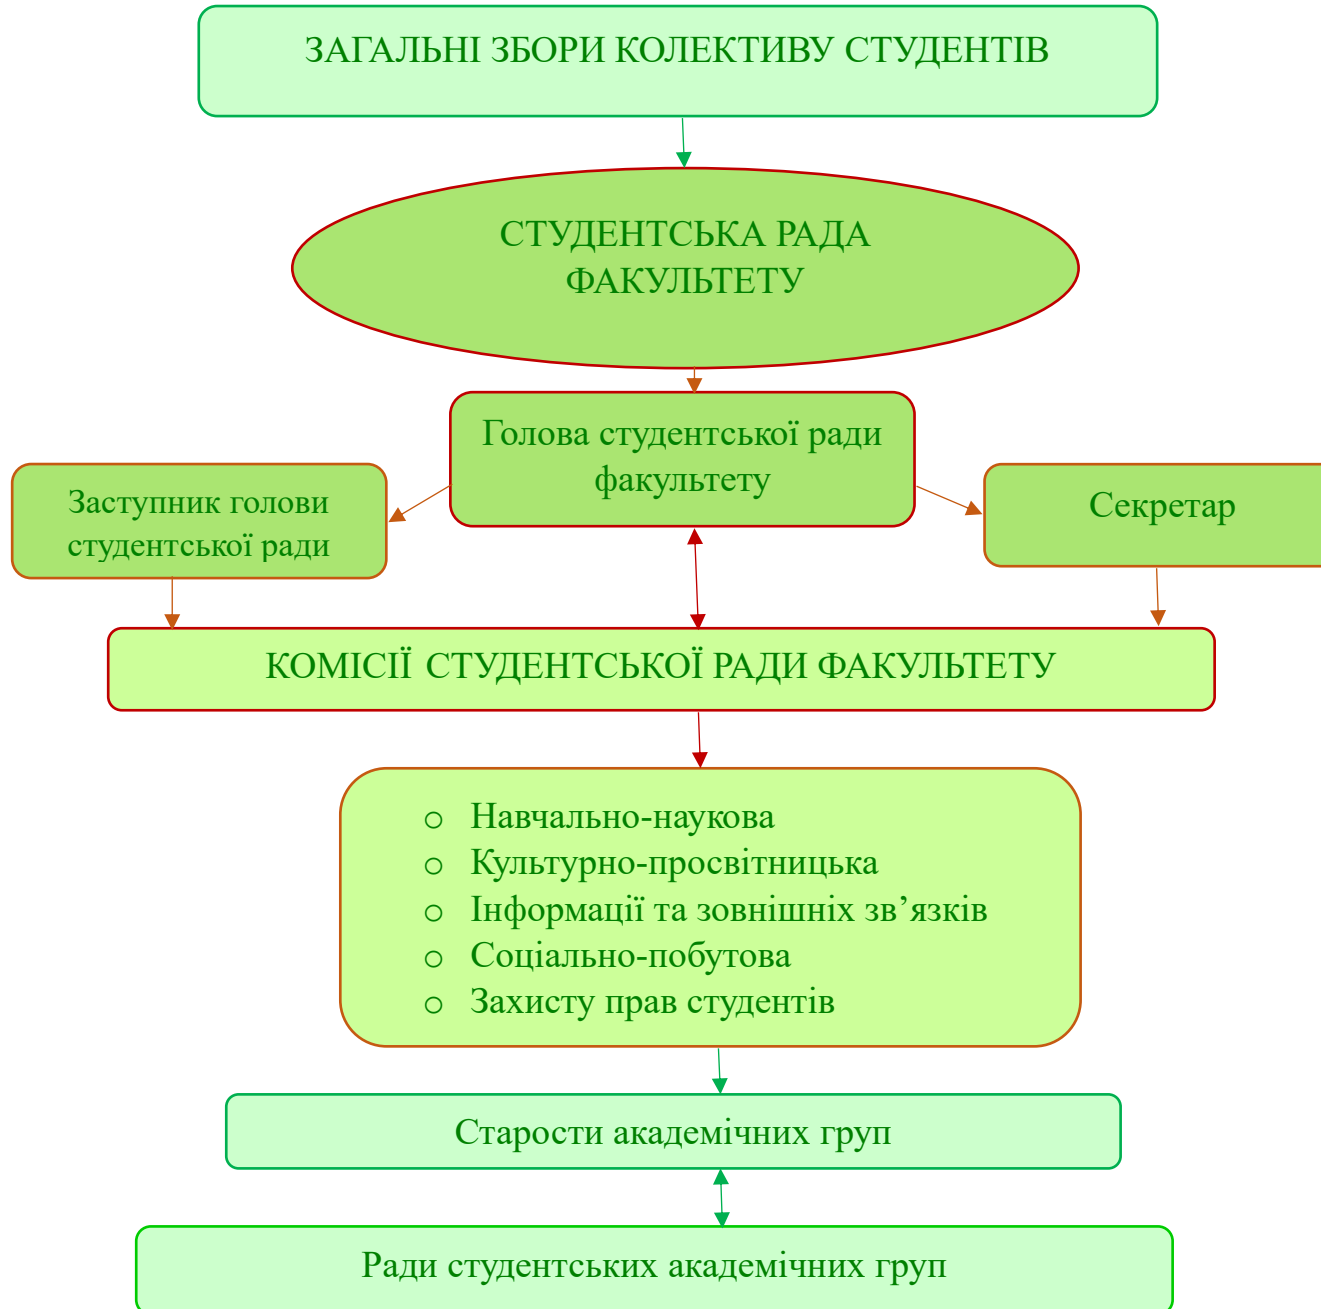 ЗАГАЛЬНІ ЗБОРИ КОЛЕКТИВУ СТУДЕНТІВ
СТУДЕНТСЬКА РАДА
ФАКУЛЬТЕТУ
Голова студентської ради
факультету
Заступник голови
студентської ради
Секретар
КОМІСІЇ СТУДЕНТСЬКОЇ РАДИ ФАКУЛЬТЕТУ
o Навчально-наукова
o Культурно-просвітницька
o Інформації та зовнішніх зв’язків
o Соціально-побутова
o Захисту прав студентів
Старости академічних груп
Ради студентських академічних груп